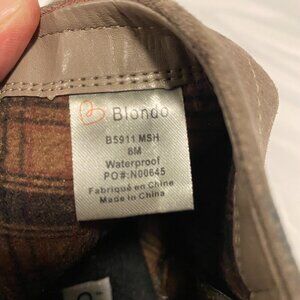 Blondo
B5911 MSH
8M
Waterproof
PO#:N00645
Fabriqué en Chine
Made in China